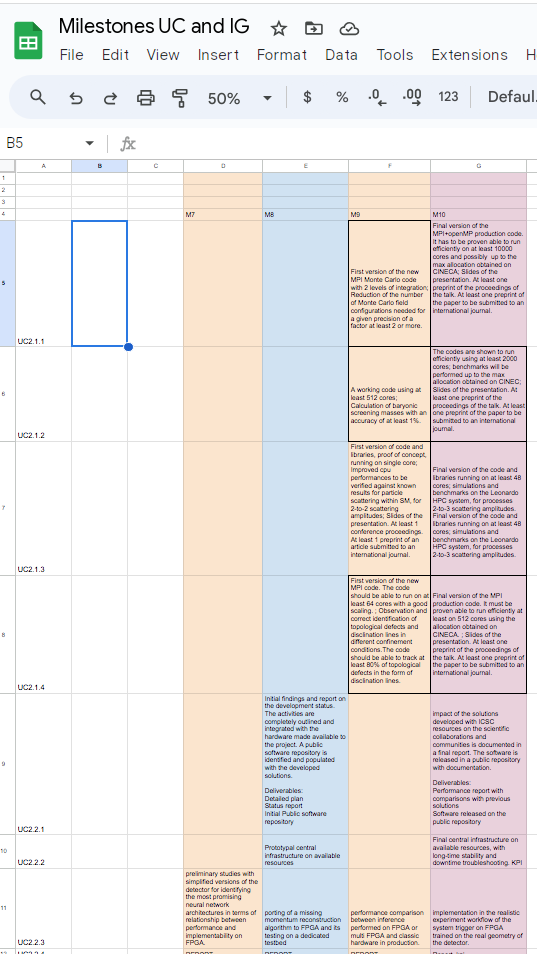 Milestones UC and IG
File Edit View Insert Format Data Tools Extensions H
50% $ % .0 .00 123 Defaul.
B5 fx
A B C D E F G
1
2
3
4 M7 M8 M9 M10
5
UC2.1.1
First version of the new
MPI Monte Carlo code
with 2 levels of integration;
Reduction of the number
of Monte Carlo field
configurations needed for
a given precision of a
factor at least 2 or more.
Final version of the
MPI+openMP production code.
It has to be proven able to run
efficiently on at least 10000
cores and possibly up to the
max allocation obtained on
CINECA; Slides of the
presentation. At least one
preprint of the proceedings of
the talk. At least one preprint of
the paper to be submitted to an
international journal.
6
UC2.1.2
A working code using at
least 512 cores;
Calculation of baryonic
screening masses with an
accuracy of at least 1%.
The codes are shown to run
efficiently using at least 2000
cores; benchmarks will be
performed up to the max
allocation obtained on CINEC;
Slides of the presentation. At
least one preprint of the
proceedings of the talk. At least
one preprint of the paper to be
submitted to an international
journal.
7
UC2.1.3
First version of code and
libraries, proof of concept,
running on single core;
Improved cpu
performances to be
verified against known
results for particle
scattering within SM, for
2-to-2 scattering
amplitudes; Slides of the
presentation. At least 1
conference proceedings.
At least 1 preprint of an
article submitted to an
international journal.
Final version of the code and
libraries running on at least 48
cores; simulations and
benchmarks on the Leonardo
HPC system, for processes
2-to-3 scattering amplitudes.
Final version of the code and
libraries running on at least 48
cores; simulations and
benchmarks on the Leonardo
HPC system, for processes
2-to-3 scattering amplitudes.
8
UC2.1.4
First version of the new
MPI code. The code
should be able to run on at
least 64 cores with a good
scaling. ; Observation and
correct identification of
topological defects and
disclination lines in
different confinement
conditions.The code
should be able to track at
least 80% of topological
defects in the form of
disclination lines.
Final version of the MPI
production code. It must be
proven able to run efficiently at
least on 512 cores using the
allocation obtained on
CINECA. ; Slides of the
presentation. At least one
preprint of the proceedings of
the talk. At least one preprint of
the paper to be submitted to an
international journal.
9
UC2.2.1
Initial findings and report on
the development status.
The activities are
completely outlined and
integrated with the
hardware made available to
the project. A public
software repository is
identified and populated
with the developed
solutions.
Deliverables:
Detailed plan
Status report
Initial Public software
repository
impact of the solutions
developed with ICSC
resources on the scientific
collaborations and
communities is documented in
a final report. The software is
released in a public repository
with documentation.
Deliverables:
Performance report with
comparisons with previous
solutions
Software released on the
public repository
10
UC2.2.2
Prototypal central
infrastructure on available
resources
Final central infrastructure on
available resources, with
long-time stability and
downtime troubleshooting. KPI
11
UC2.2.3
preliminary studies with
simplified versions of the
detector for identifying
the most promising
neural network
architectures in terms of
relationship between
performance and
implementability on
FPGA.
porting of a missing
momentum reconstruction
algorithm to FPGA and its
testing on a dedicated
testbed
performance comparison
between inference
performed on FPGA or
multi FPGA and classic
hardware in production.
implementation in the realistic
experiment workflow of the
system trigger on FPGA
trained on the real geometry of
the detector.